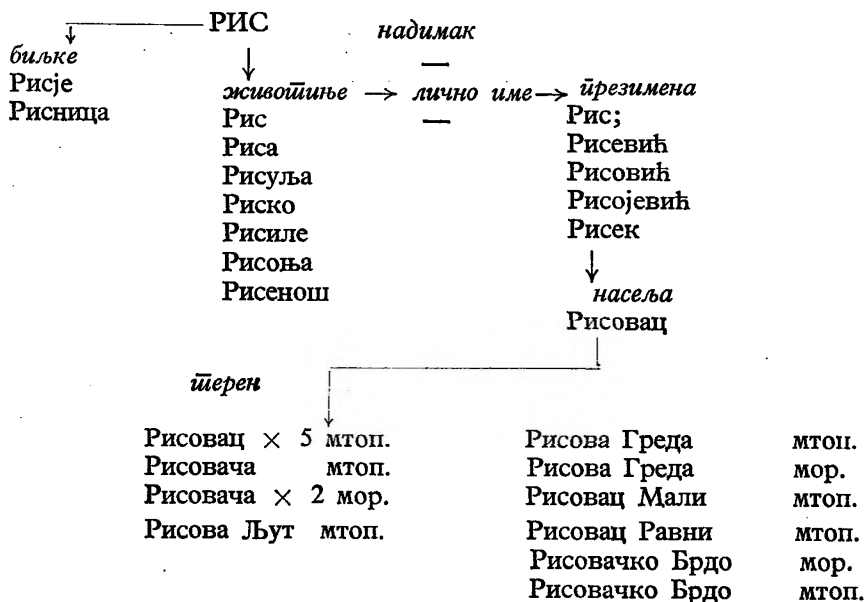 РИС
надимак
биљке
Рисје
Рисница
животиње → лично име → презимена
Рис
Риса
Рисуља
Риско
Рисиле
Рисоња
Рисенош
Рис;
Рисевић
Рисовић
Рисојевић
Рисек
насеља
Рисовац
терен
Рисовац × 5 мтоп.
Рисовача мтоп.
Рисовача × 2 мор.
Рисова Љут мтоп.
Рисова Греда мтоп.
Рисова Греда мор.
Рисовац Мали мтоп.
Рисовац Равни мтоп.
Рисовачко Брдо мор.
Рисовачко Брдо мтоп.